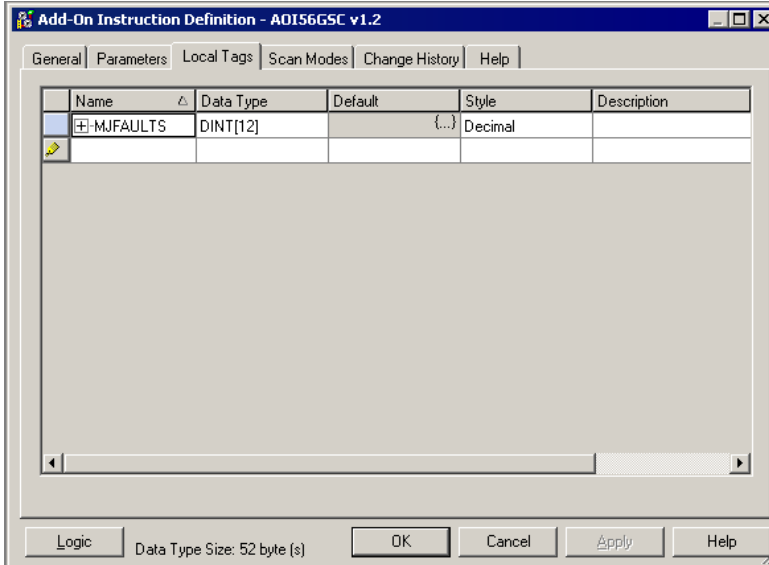 Add-On Instruction Definition - AOI56GSC v1.2
General Parameters Local Tags Scan Modes Change History Help
Name Data Type Default Style Description
MJFAULTS DINT[12] {...} Decimal
Logic Data Type Size: 52 byte (s) OK Cancel Apply Help